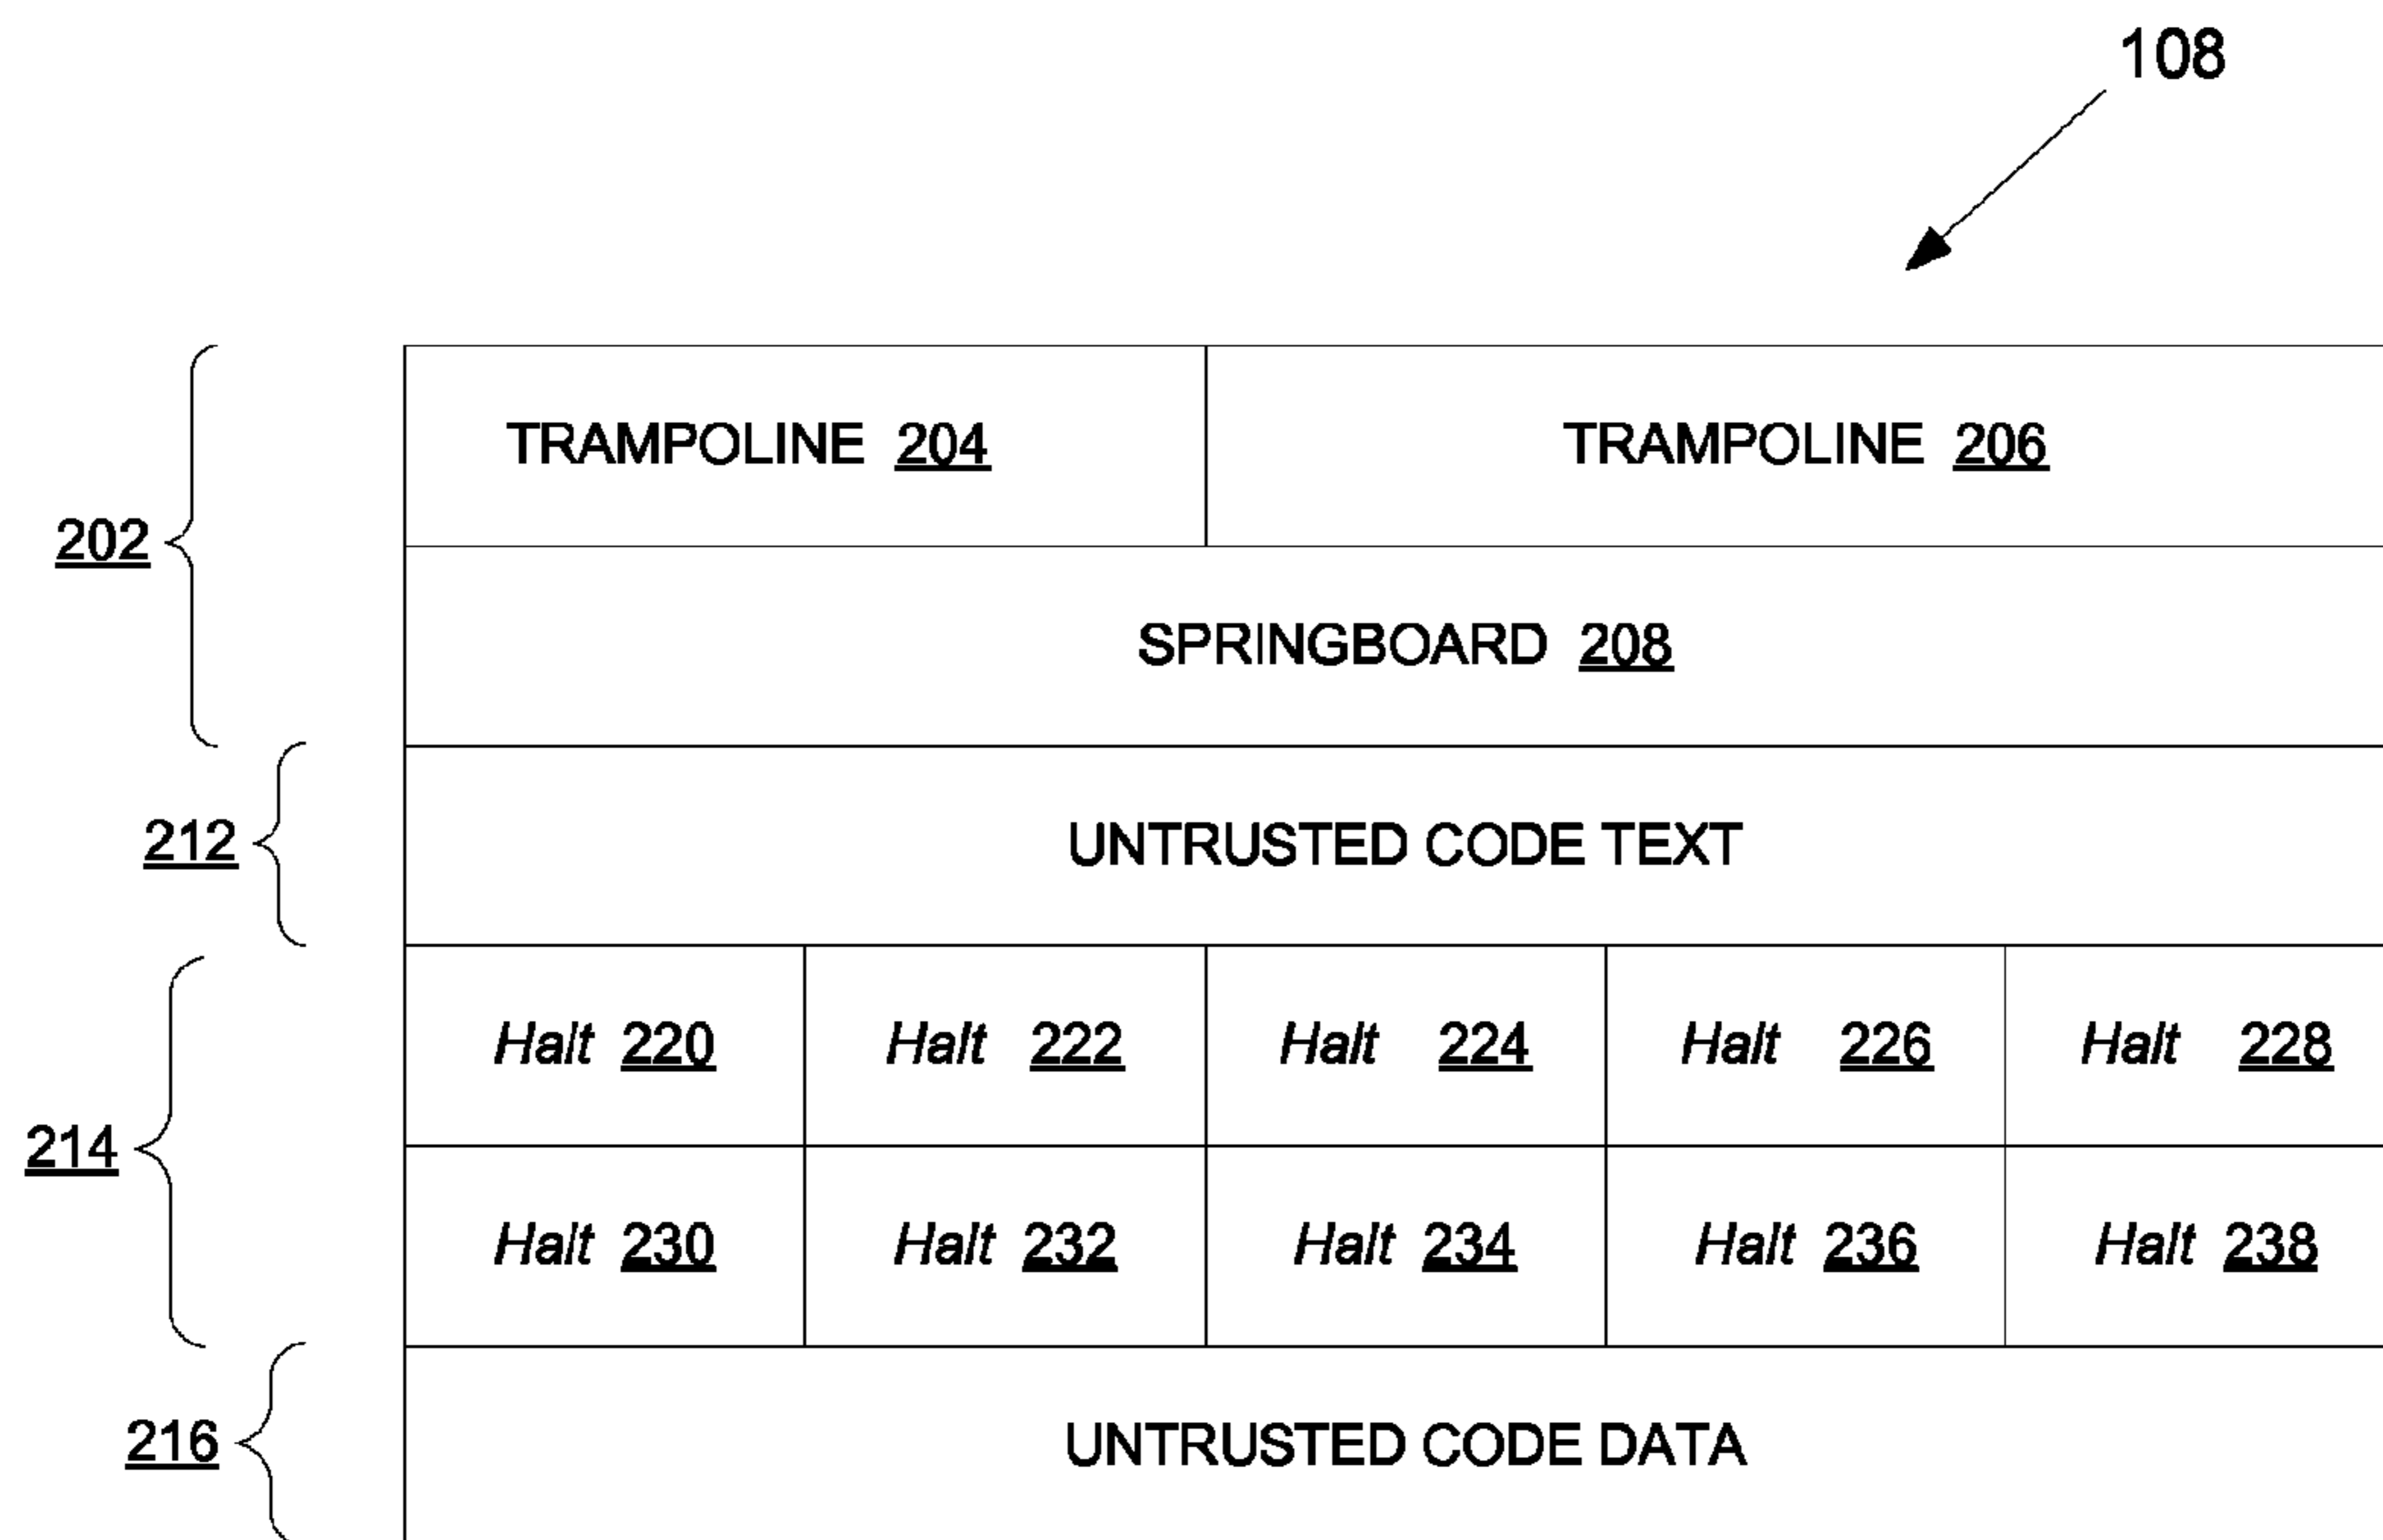 108
TRAMPOLINE 204 TRAMPOLINE 206
202
SPRINGBOARD 208
212 UNTRUSTED CODE TEXT
Halt 220 Halt 222 Halt 224 Halt 226 Halt 228
214
Halt 230 Halt 232 Halt 234 Halt 236 Halt 238
216 UNTRUSTED CODE DATA